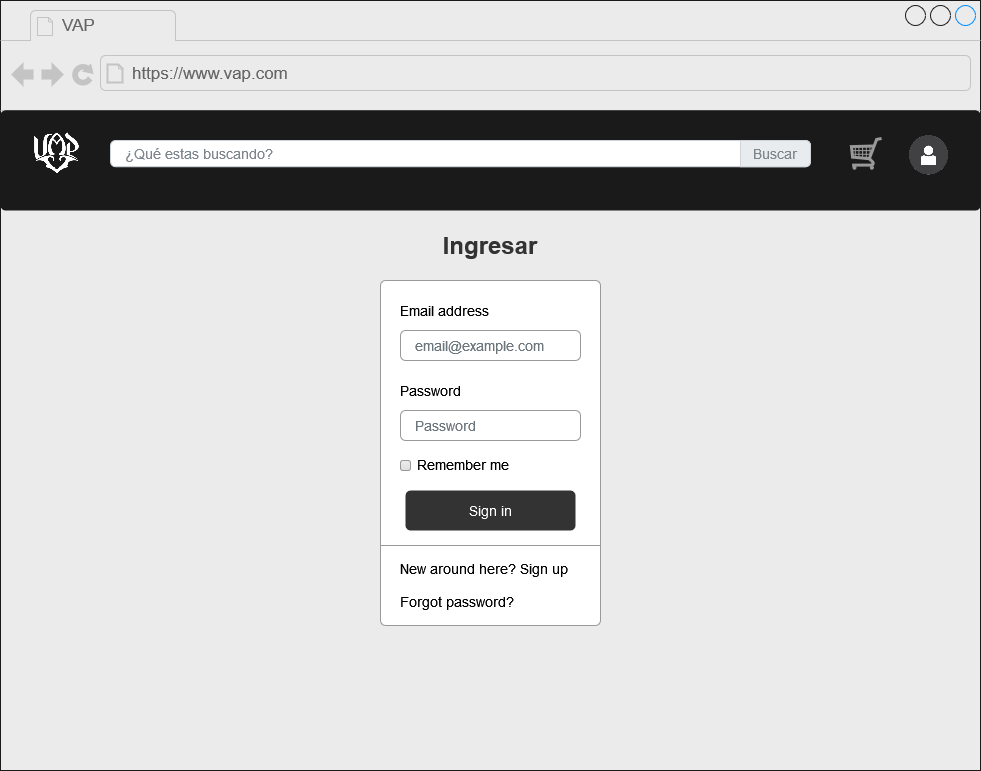 VAP
https://www.vap.com
VAP
¿Qué estas buscando?
Buscar
Ingresar
Email address
email@example.com
Password
Password
Remember me
Sign in
New around here? Sign up
Forgot password?